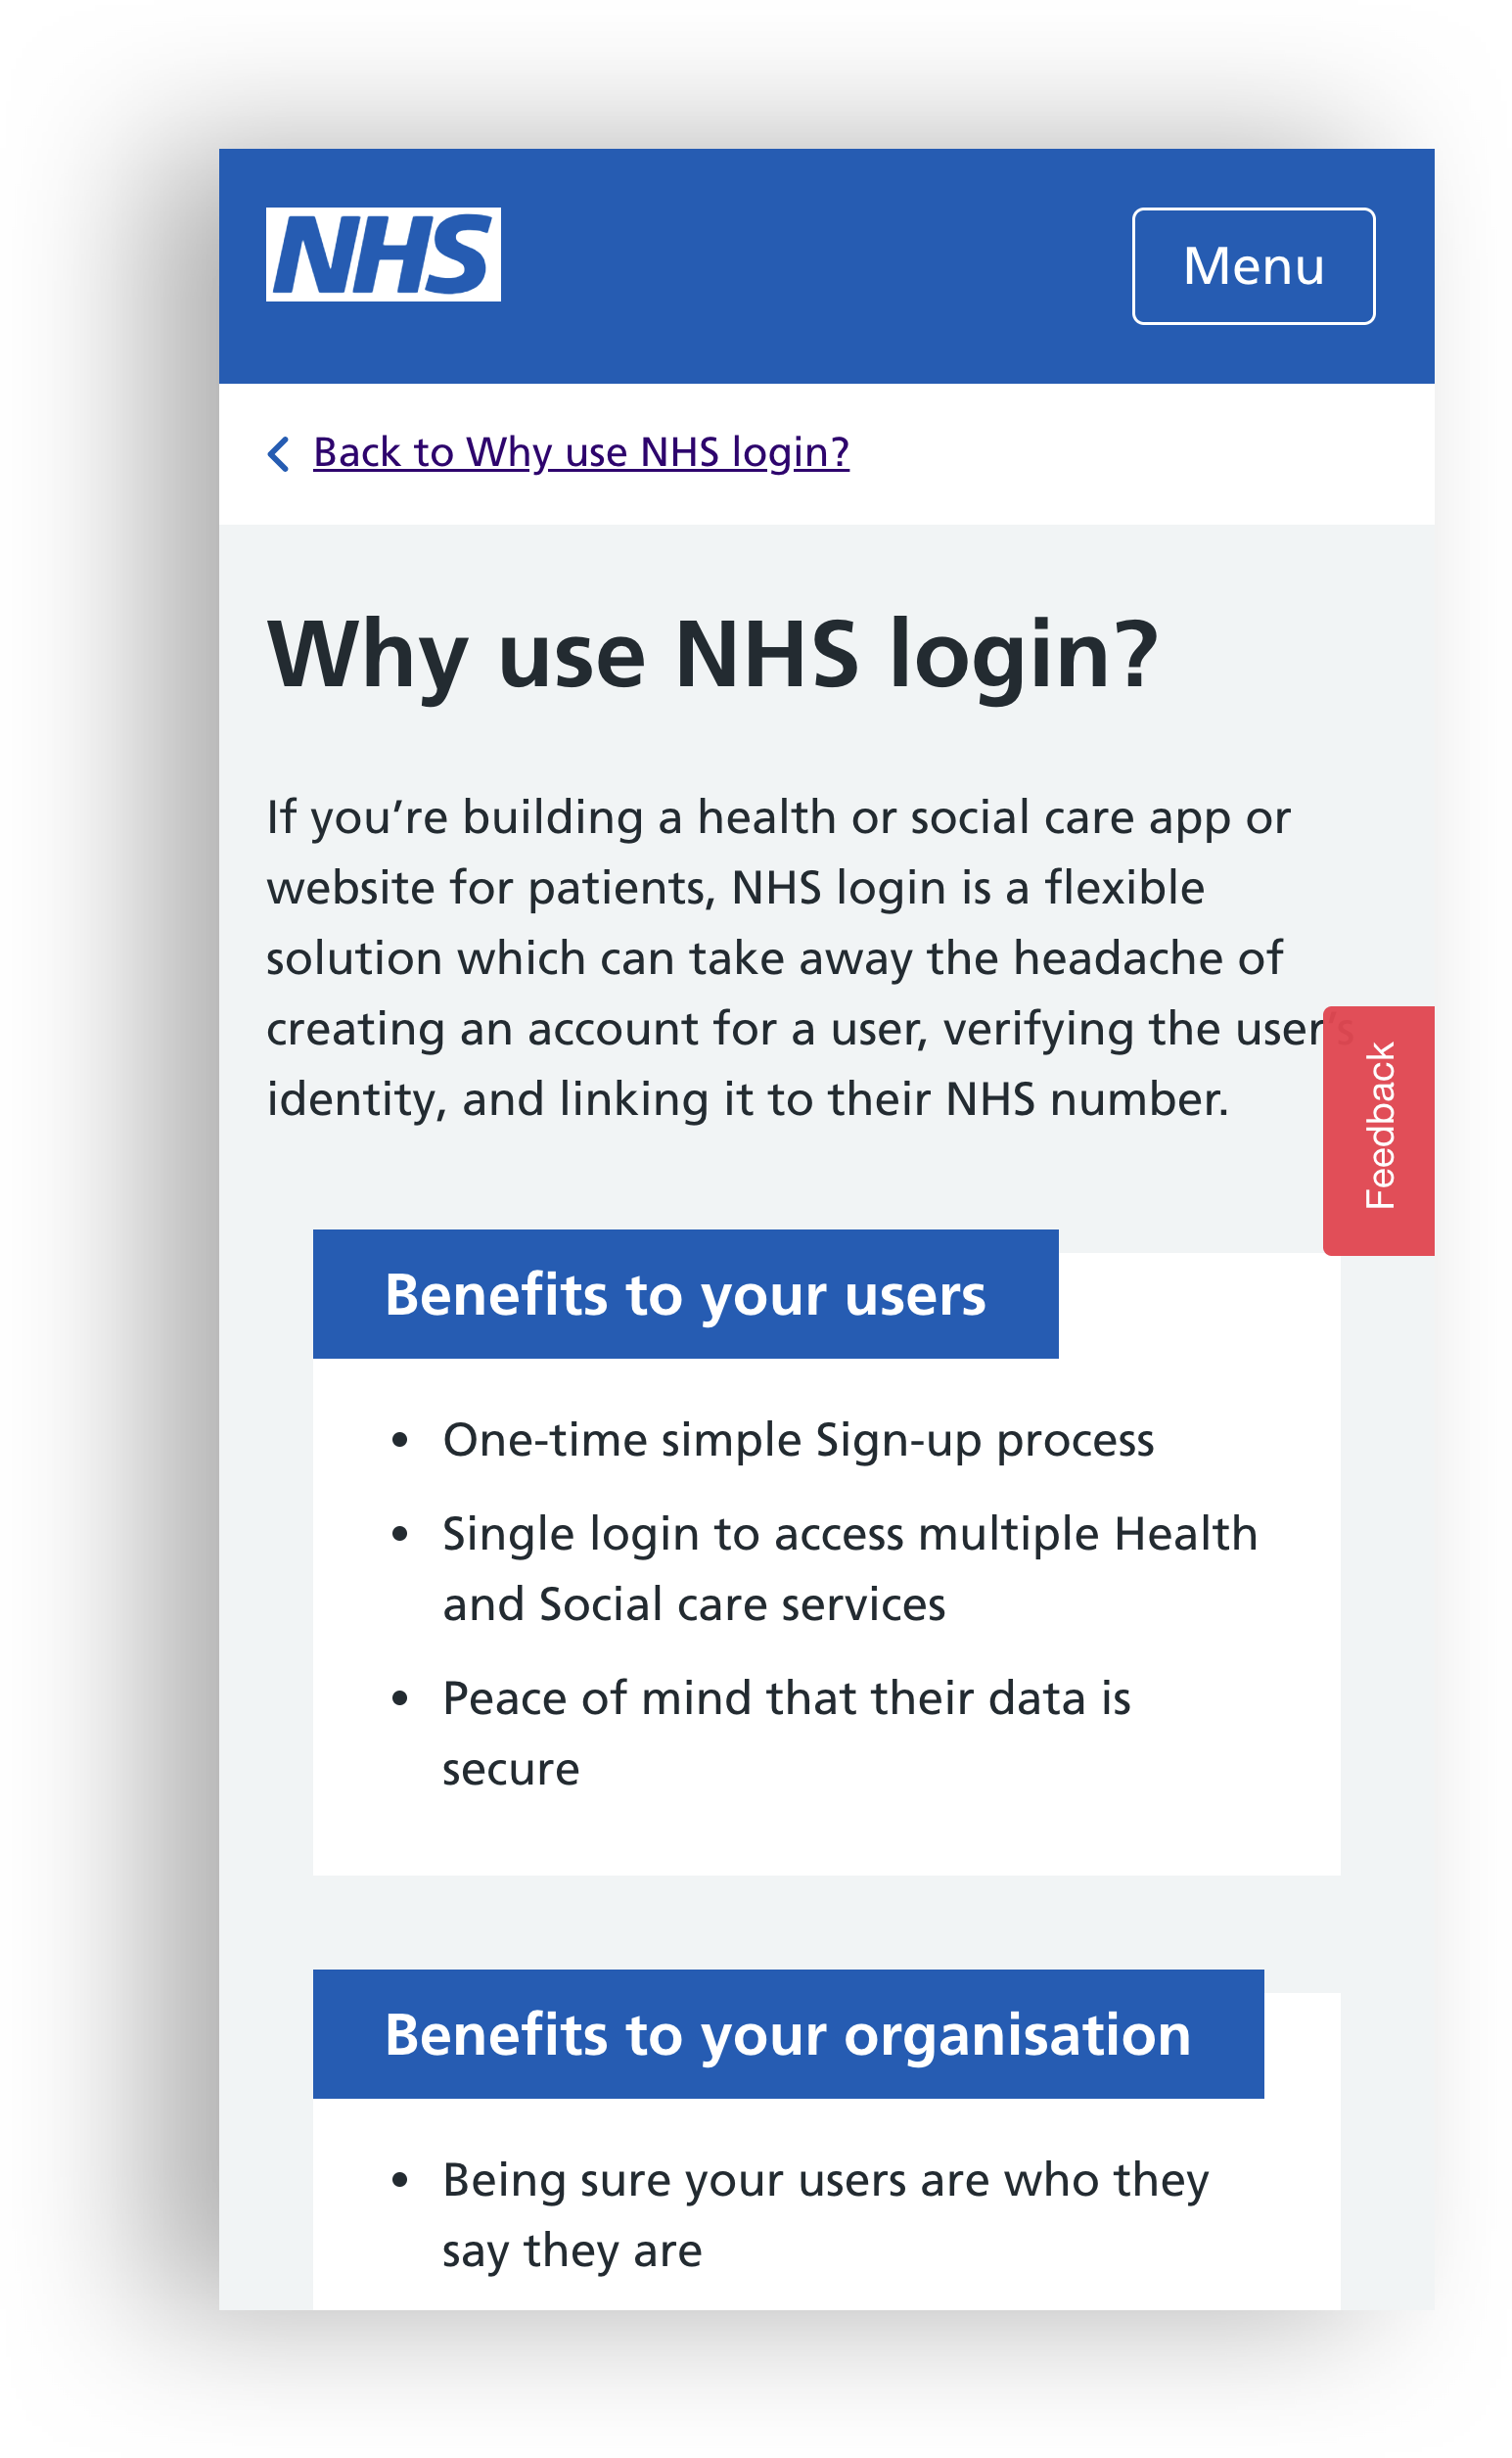 NHS
Menu
Back to Why use NHS login?
Why use NHS login?
If you’re building a health or social care app or
website for patients, NHS login is a flexible
solution which can take away the headache of
creating an account for a user, verifying the user’s
identity, and linking it to their NHS number.
Feedback
Benefits to your users
• One-time simple Sign-up process
• Single login to access multiple Health
and Social care services
• Peace of mind that their data is
secure
Benefits to your organisation
• Being sure your users are who they
say they are